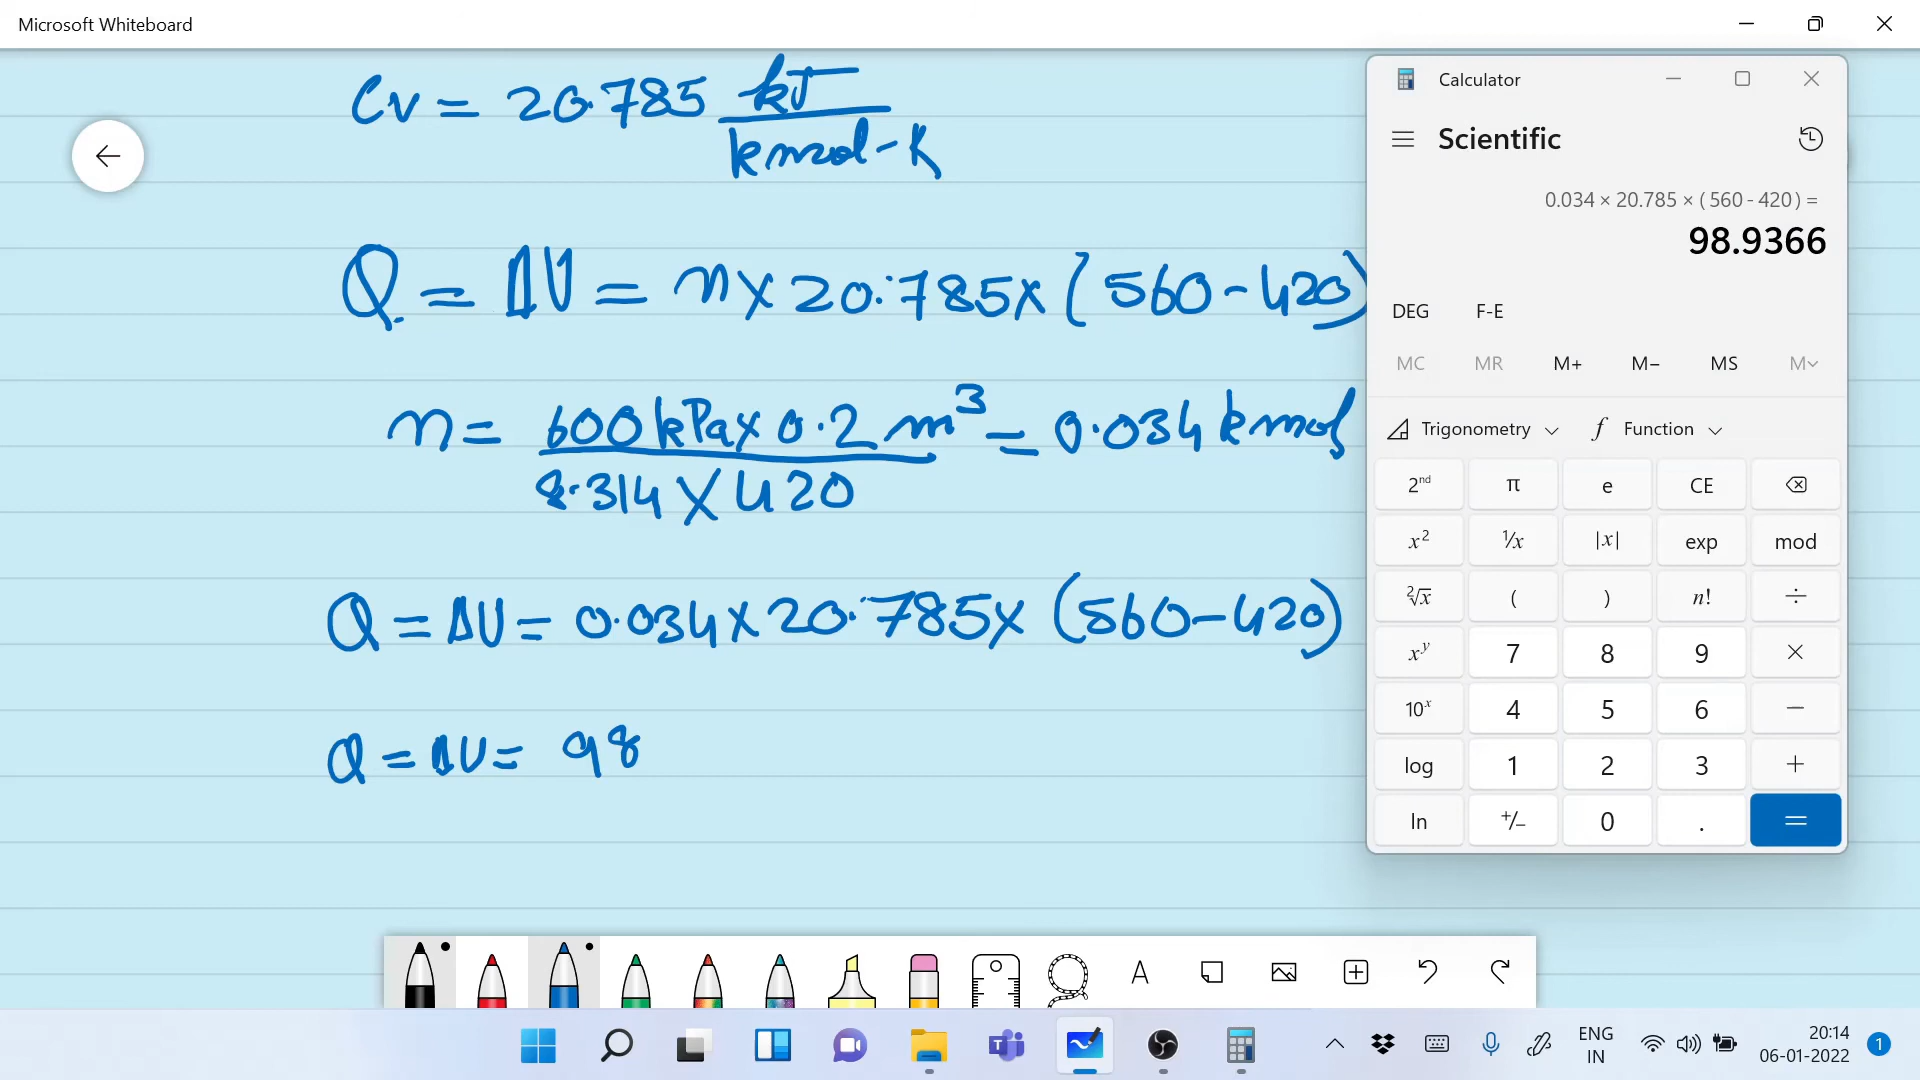 Microsoft Whiteboard
Cv = 20.785 kJ / kmol-K
Q = ΔU = n x 20.785 x (560-420)
n = 600 kPa x 0.2 m³ / 8.314 x 420 = 0.034 kmol
Q = ΔU = 0.034 x 20.785 x (560-420)
Q = ΔU = 98
Calculator
Scientific
0.034 × 20.785 × ( 560 - 420 ) =
98.9366
DEG F-E
MC MR M+ M− MS M
Trigonometry f Function
2ⁿᵈ π e CE
x² ⅟x |x| exp mod
²√x ( ) n! ÷
xʸ 7 8 9 ×
10ˣ 4 5 6 −
log 1 2 3 +
ln +/− 0 . =
A
T
ENG
IN
20:14
06-01-2022
1